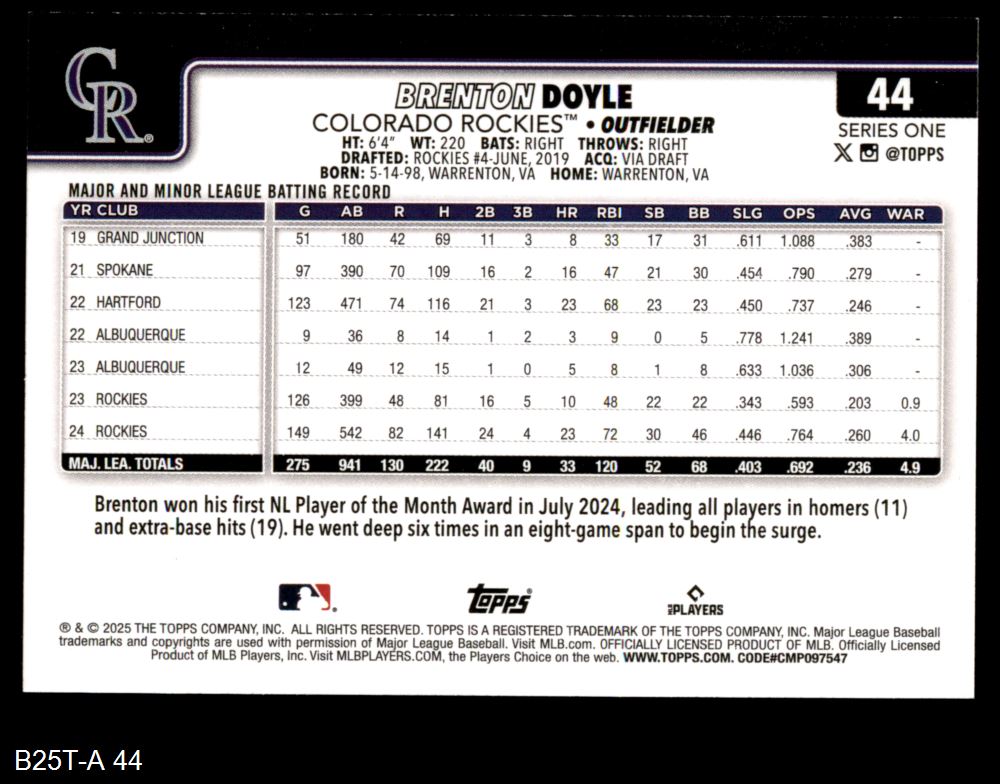 CR®
BRENTON DOYLE
44
COLORADO ROCKIES™ • OUTFIELDER
SERIES ONE
HT: 6'4" WT: 220 BATS: RIGHT THROWS: RIGHT
@TOPPS
DRAFTED: ROCKIES #4-JUNE, 2019 ACQ: VIA DRAFT
BORN: 5-14-98, WARRENTON, VA HOME: WARRENTON, VA
MAJOR AND MINOR LEAGUE BATTING RECORD
YR CLUB G AB R H 2B 3B HR RBI SB BB SLG OPS AVG WAR
19 GRAND JUNCTION 51 180 42 69 11 3 8 33 17 31 .611 1.088 .383 -
21 SPOKANE 97 390 70 109 16 2 16 47 21 30 .454 .790 .279 -
22 HARTFORD 123 471 74 116 21 3 23 68 23 23 .450 .737 .246 -
22 ALBUQUERQUE 9 36 8 14 1 2 3 9 0 5 .778 1.241 .389 -
23 ALBUQUERQUE 12 49 12 15 1 0 5 8 1 8 .633 1.036 .306 -
23 ROCKIES 126 399 48 81 16 5 10 48 22 22 .343 .593 .203 0.9
24 ROCKIES 149 542 82 141 24 4 23 72 30 46 .446 .764 .260 4.0
MAJ. LEA. TOTALS 275 941 130 222 40 9 33 120 52 68 .403 .692 .236 4.9
Brenton won his first NL Player of the Month Award in July 2024, leading all players in homers (11)
and extra-base hits (19). He went deep six times in an eight-game span to begin the surge.
Topps®
MLB PLAYERS
® & © 2025 THE TOPPS COMPANY, INC. ALL RIGHTS RESERVED. TOPPS IS A REGISTERED TRADEMARK OF THE TOPPS COMPANY, INC. Major League Baseball
trademarks and copyrights are used with permission of Major League Baseball. Visit MLB.com. OFFICIALLY LICENSED PRODUCT OF MLB. Officially Licensed
Product of MLB Players, Inc. Visit MLBPLAYERS.COM, the Players Choice on the web. WWW.TOPPS.COM. CODE#CMP097547
B25T-A 44